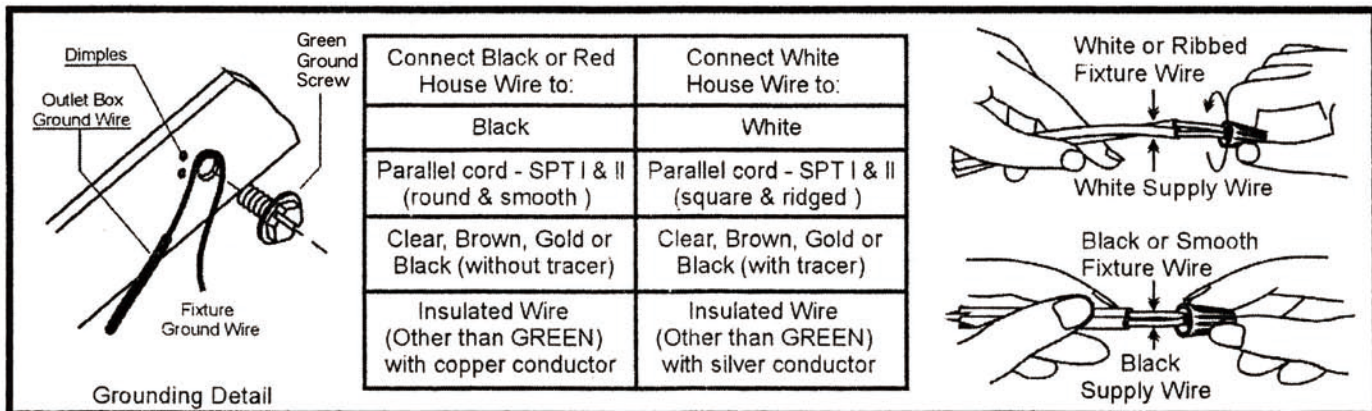 Dimples
Green
Ground
Screw
Outlet Box
Ground Wire
Fixture
Ground Wire
Grounding Detail
Connect Black or Red
House Wire to:
Connect White
House Wire to:
Black
White
Parallel cord - SPT I & II
(round & smooth )
Parallel cord - SPT I & II
(square & ridged )
Clear, Brown, Gold or
Black (without tracer)
Clear, Brown, Gold or
Black (with tracer)
Insulated Wire
(Other than GREEN)
with copper conductor
Insulated Wire
(Other than GREEN)
with silver conductor
White or Ribbed
Fixture Wire
White Supply Wire
Black or Smooth
Fixture Wire
Black
Supply Wire